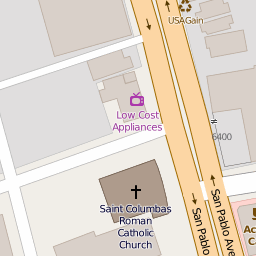 USAGain
Low Cost
Appliances
6400
Saint Columbas
Roman
Catholic
Church
San Pablo
San Pablo Ave